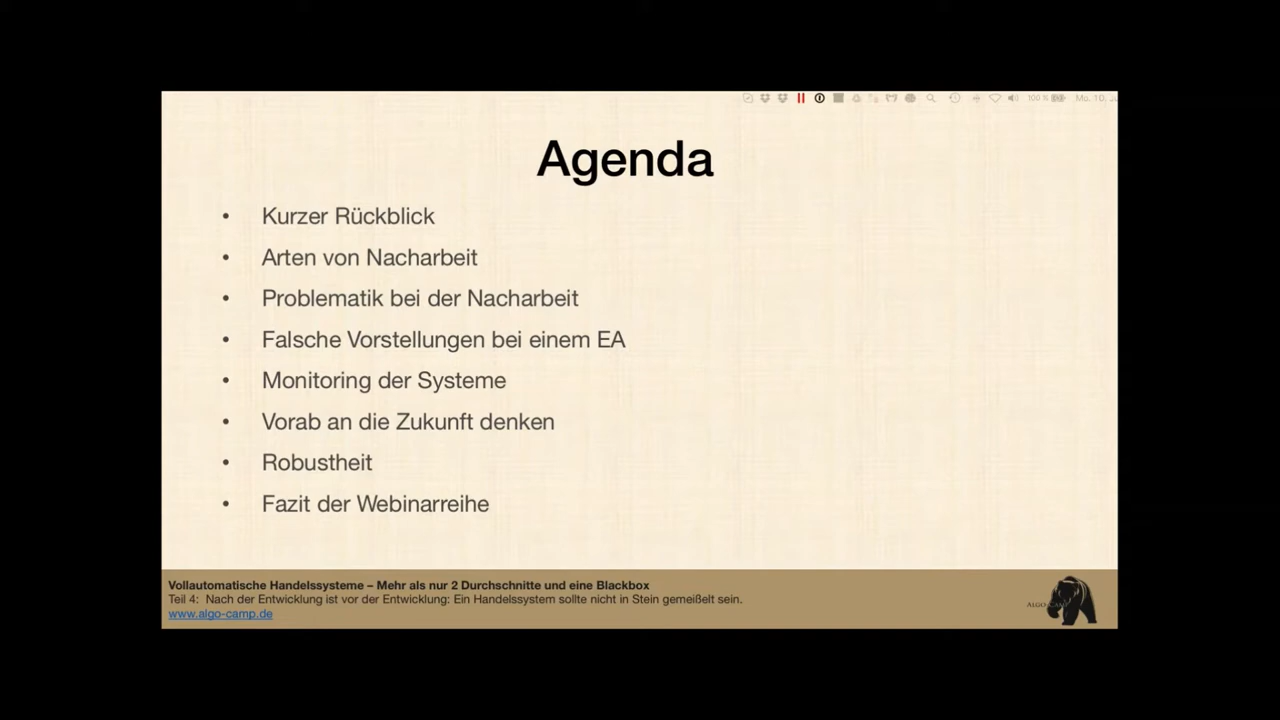 100 %
Mo. 10.
Agenda
• Kurzer Rückblick
• Arten von Nacharbeit
• Problematik bei der Nacharbeit
• Falsche Vorstellungen bei einem EA
• Monitoring der Systeme
• Vorab an die Zukunft denken
• Robustheit
• Fazit der Webinarreihe
Vollautomatische Handelssysteme – Mehr als nur 2 Durchschnitte und eine Blackbox
Teil 4: Nach der Entwicklung ist vor der Entwicklung: Ein Handelssystem sollte nicht in Stein gemeißelt sein.
www.algo-camp.de